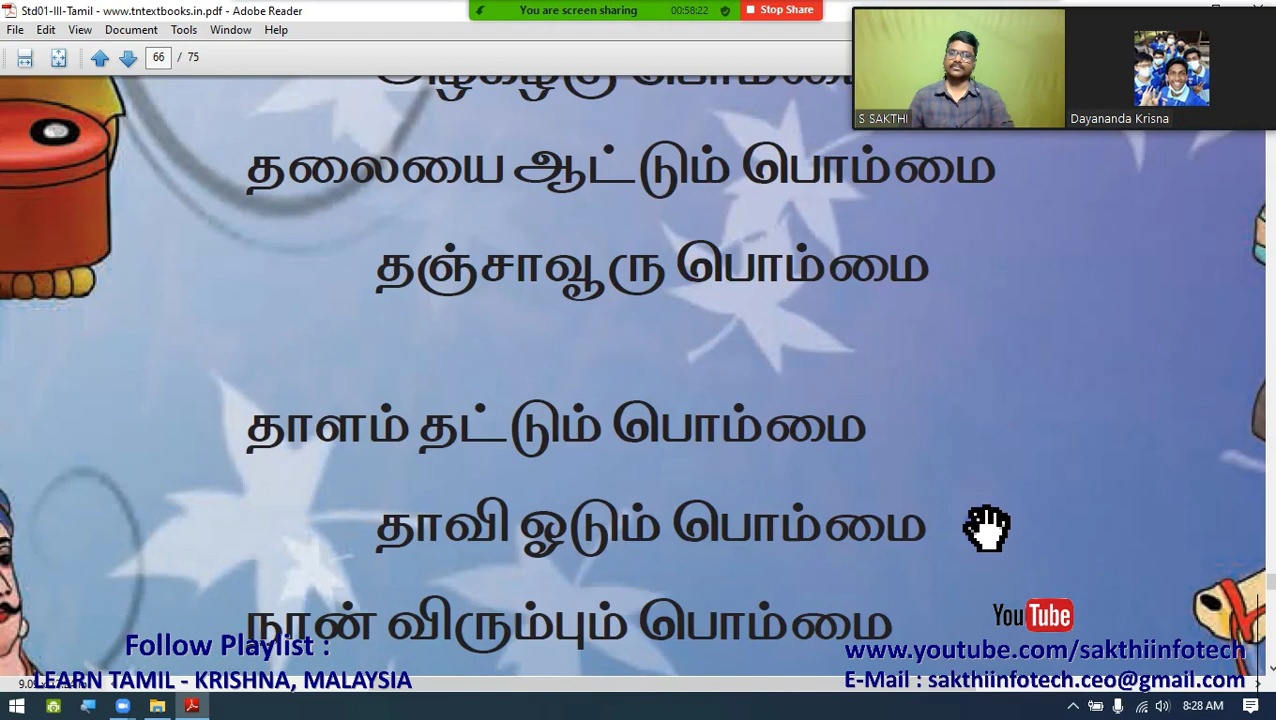 Std01-III-Tamil - www.tntextbooks.in.pdf - Adobe Reader
You are screen sharing
00:58:22
Stop Share
File Edit View Document Tools Window Help
66 / 75
S SAKTHI
Dayananda Krisna
அழகழகு பொம்மை
தலையை ஆட்டும் பொம்மை
தஞ்சாவூரு பொம்மை
தாளம் தட்டும் பொம்மை
தாவி ஓடும் பொம்மை
நான் விரும்பும் பொம்மை
YouTube
Follow Playlist :
www.youtube.com/sakthiinfotech
LEARN TAMIL - KRISHNA, MALAYSIA
E-Mail : sakthiinfotech.ceo@gmail.com
8:28 AM